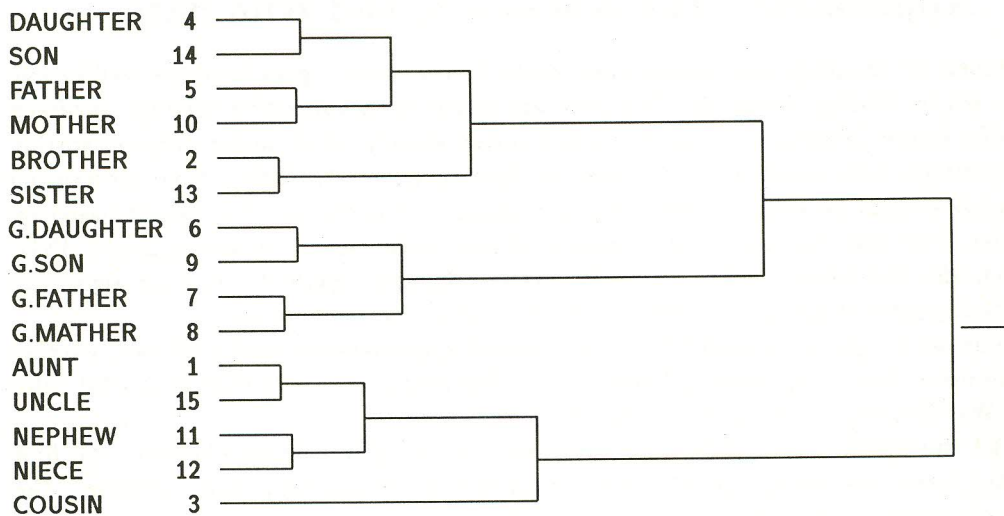 DAUGHTER 4
SON 14
FATHER 5
MOTHER 10
BROTHER 2
SISTER 13
G.DAUGHTER 6
G.SON 9
G.FATHER 7
G.MATHER 8
AUNT 1
UNCLE 15
NEPHEW 11
NIECE 12
COUSIN 3